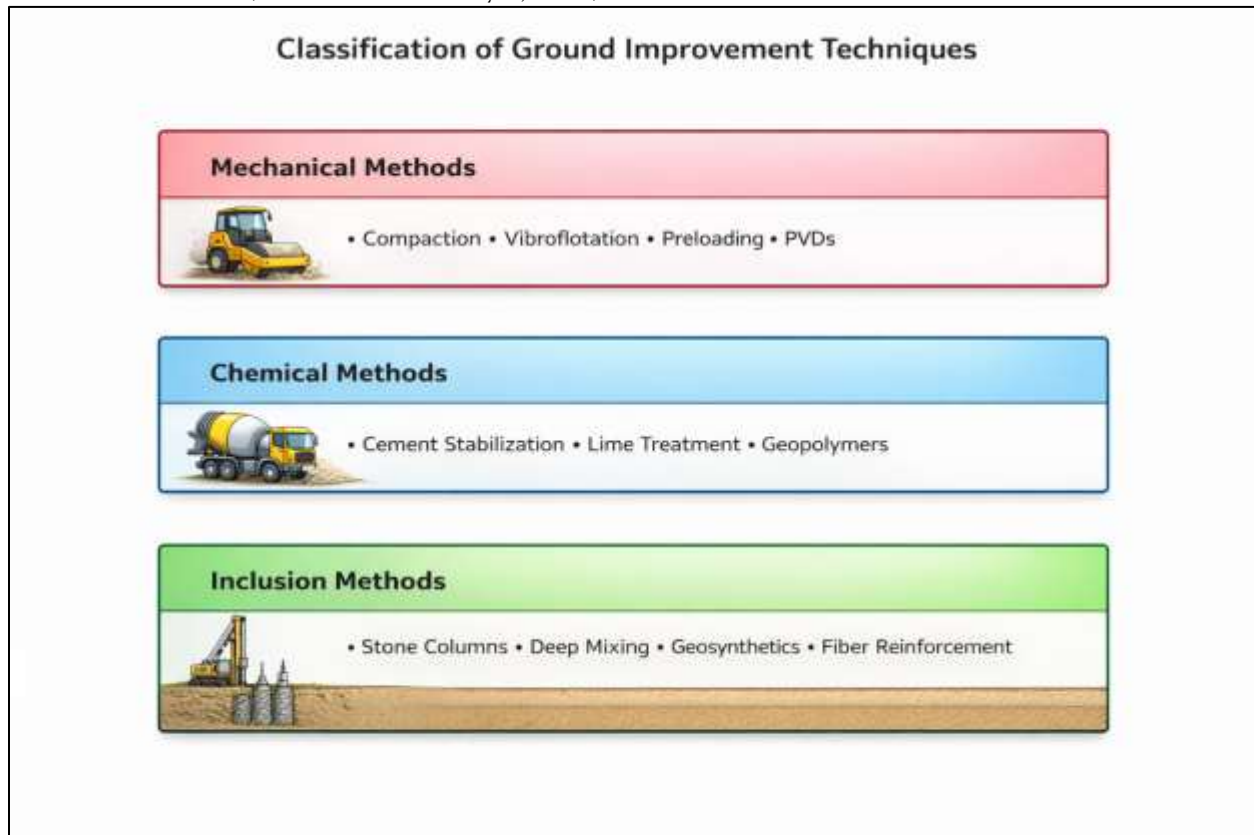 Classification of Ground Improvement Techniques
Mechanical Methods
• Compaction • Vibroflotation • Preloading • PVDs
Chemical Methods
• Cement Stabilization • Lime Treatment • Geopolymers
Inclusion Methods
• Stone Columns • Deep Mixing • Geosynthetics • Fiber Reinforcement